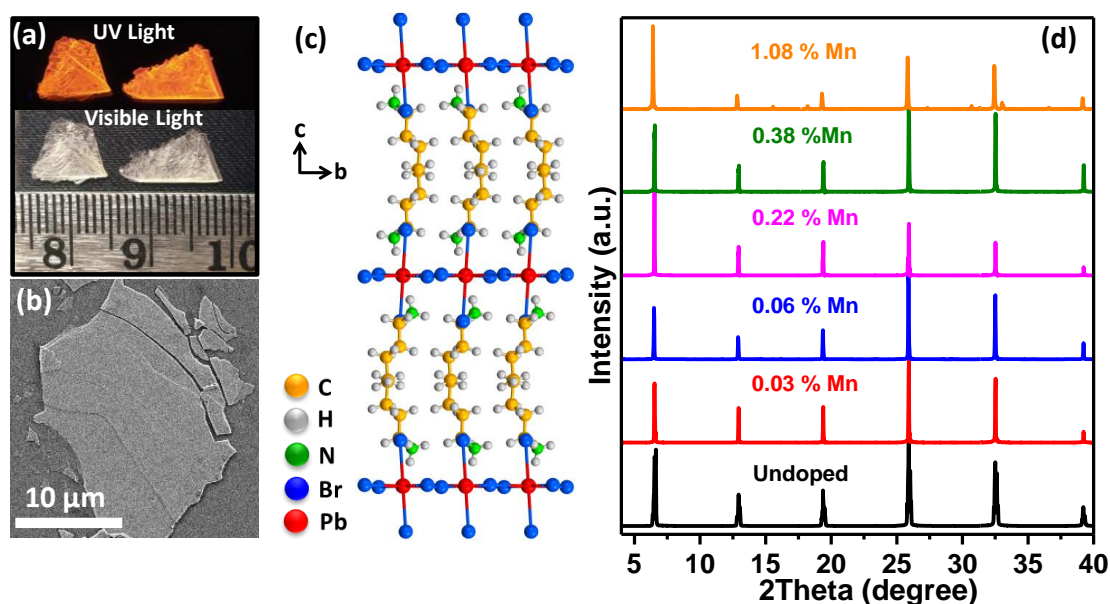 (a)
UV Light
Visible Light
8 9 10
(b)
10 µm
(c)
c
b
C
H
N
Br
Pb
(d)
1.08 % Mn
0.38 %Mn
0.22 % Mn
0.06 % Mn
0.03 % Mn
Undoped
Intensity (a.u.)
5 10 15 20 25 30 35 40
2Theta (degree)